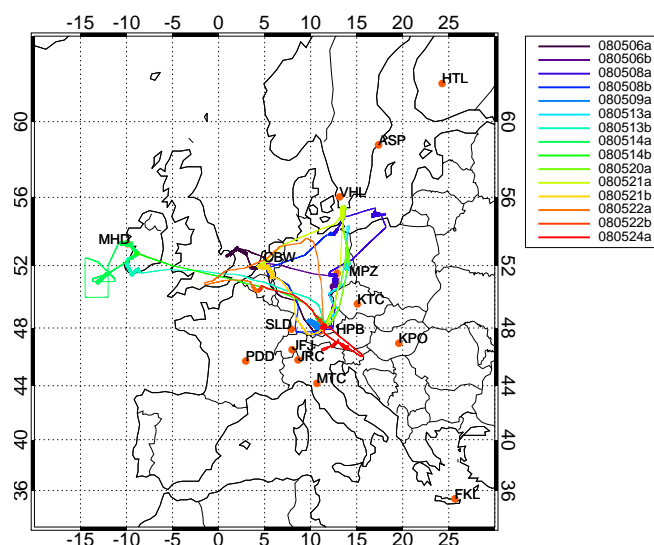 -15 -10 -5 0 5 10 15 20 25
080506a
080506b
080508a
080508b
080509a
080513a
080513b
080514a
080514b
080520a
080521a
080521b
080522a
080522b
080524a
HTL
60 60
ASP
VHL
56 56
MHD
CBW
52 MPZ 52
KTC
SLD HPB
48 48
KPO
JFJ
PDD JRC
MTC
44 44
40 40
36 FKL 36
-15 -10 -5 0 5 10 15 20 25